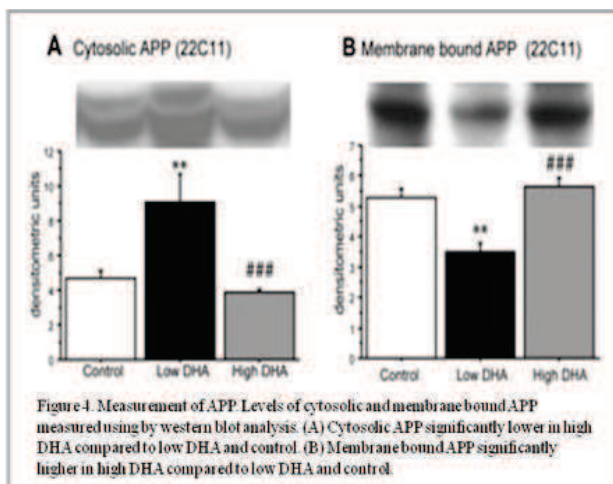 A Cytosolic APP (22C11)
B Membrane bound APP (22C11)
densitometric units
12
10
8
6
4
2
0
**
###
Control
Low DHA
High DHA
densitometric units
7
6
5
4
3
2
1
0
**
###
Control
Low DHA
High DHA
Figure 4. Measurement of APP. Levels of cytosolic and membrane bound APP
measured using by western blot analysis. (A) Cytosolic APP significantly lower in high
DHA compared to low DHA and control. (B) Membrane bound APP significantly
higher in high DHA compared to low DHA and control.